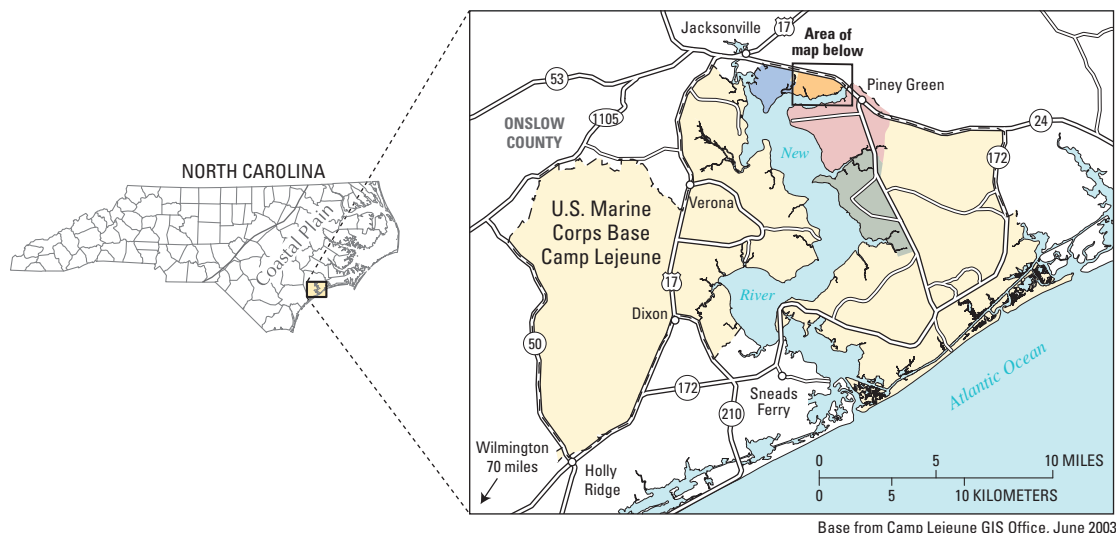 NORTH CAROLINA
Coastal Plain
Jacksonville
17
Area of
map below
53
Piney Green
1105
ONSLOW
COUNTY
24
New
172
Verona
U.S. Marine
Corps Base
Camp Lejeune
17
River
Dixon
50
172
Sneads
Ferry
210
Atlantic Ocean
Wilmington
70 miles
Holly
Ridge
0 5 10 MILES
0 5 10 KILOMETERS
Base from Camp Lejeune GIS Office, June 2003